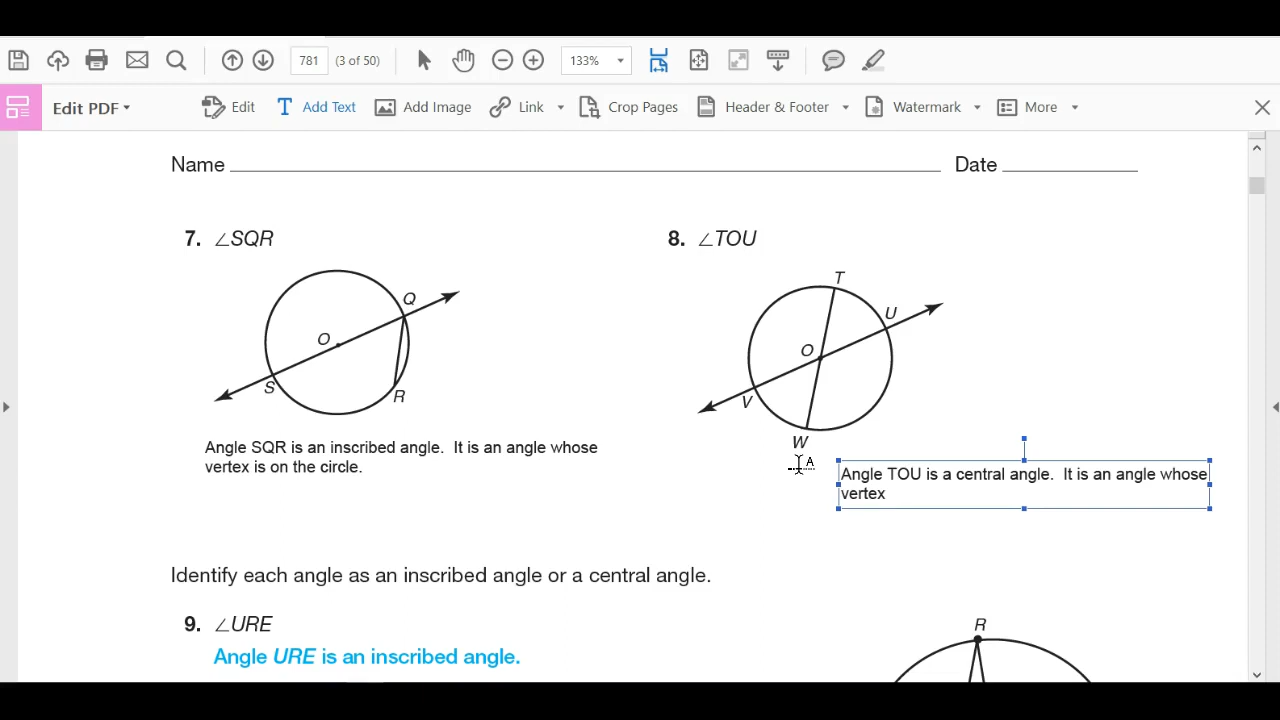 781 (3 of 50) 133%
Edit PDF Edit Add Text Add Image Link Crop Pages Header & Footer Watermark More
Name Date
7. ∠SQR
8. ∠TOU
Q
O
S
R
T
U
O
V
W
Angle SQR is an inscribed angle. It is an angle whose
vertex is on the circle.
A
Angle TOU is a central angle. It is an angle whose
vertex
Identify each angle as an inscribed angle or a central angle.
9. ∠URE
Angle URE is an inscribed angle.
R